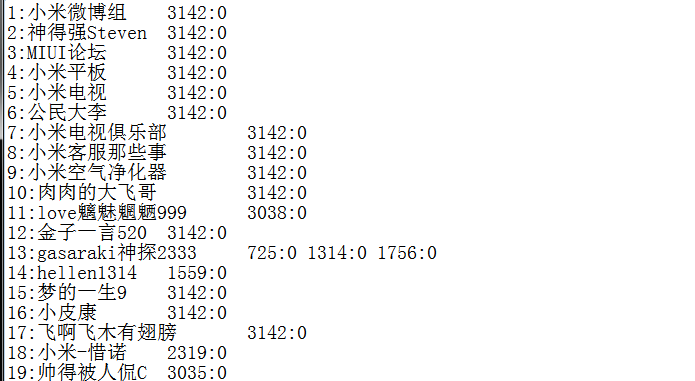 1:小米微博组 3142:0
2:神得强Steven 3142:0
3:MIUI论坛 3142:0
4:小米平板 3142:0
5:小米电视 3142:0
6:公民大李 3142:0
7:小米电视俱乐部 3142:0
8:小米客服那些事 3142:0
9:小米空气净化器 3142:0
10:肉肉的大飞哥 3142:0
11:love魑魅魍魉999 3038:0
12:金子一言520 3142:0
13:gasaraki神探2333 725:0 1314:0 1756:0
14:hellen1314 1559:0
15:梦的一生9 3142:0
16:小皮康 3142:0
17:飞啊飞木有翅膀 3142:0
18:小米-惜诺 2319:0
19:帅得被人侃C 3035:0